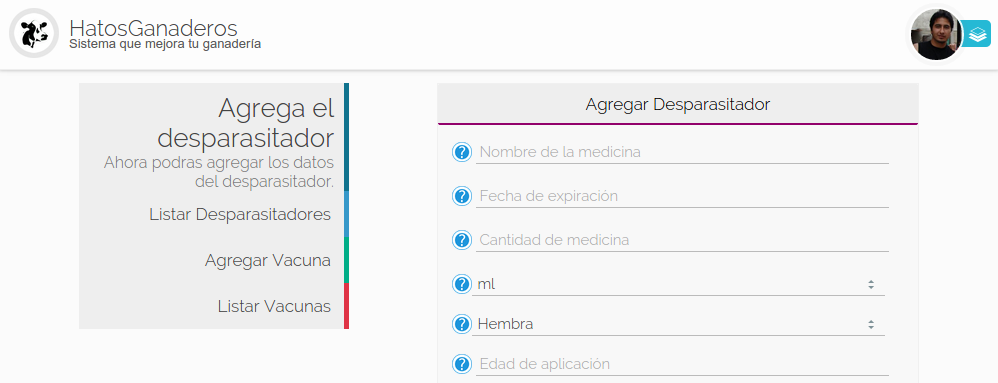 HatosGanaderos
Sistema que mejora tu ganadería
Agrega el
desparasitador
Ahora podras agregar los datos
del desparasitador.
Listar Desparasitadores
Agregar Vacuna
Listar Vacunas
Agregar Desparasitador
? Nombre de la medicina
? Fecha de expiración
? Cantidad de medicina
? ml
? Hembra
? Edad de aplicación